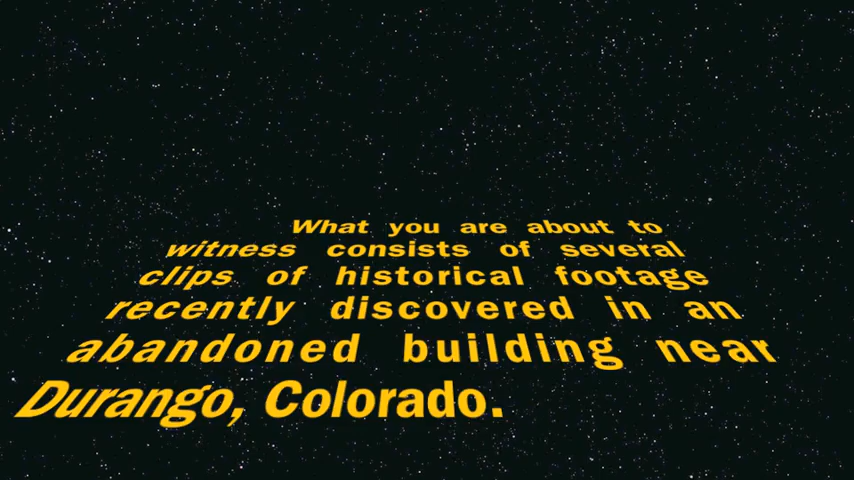 What you are about to
witness consists of several
clips of historical footage
recently discovered in an
abandoned building near
Durango, Colorado.